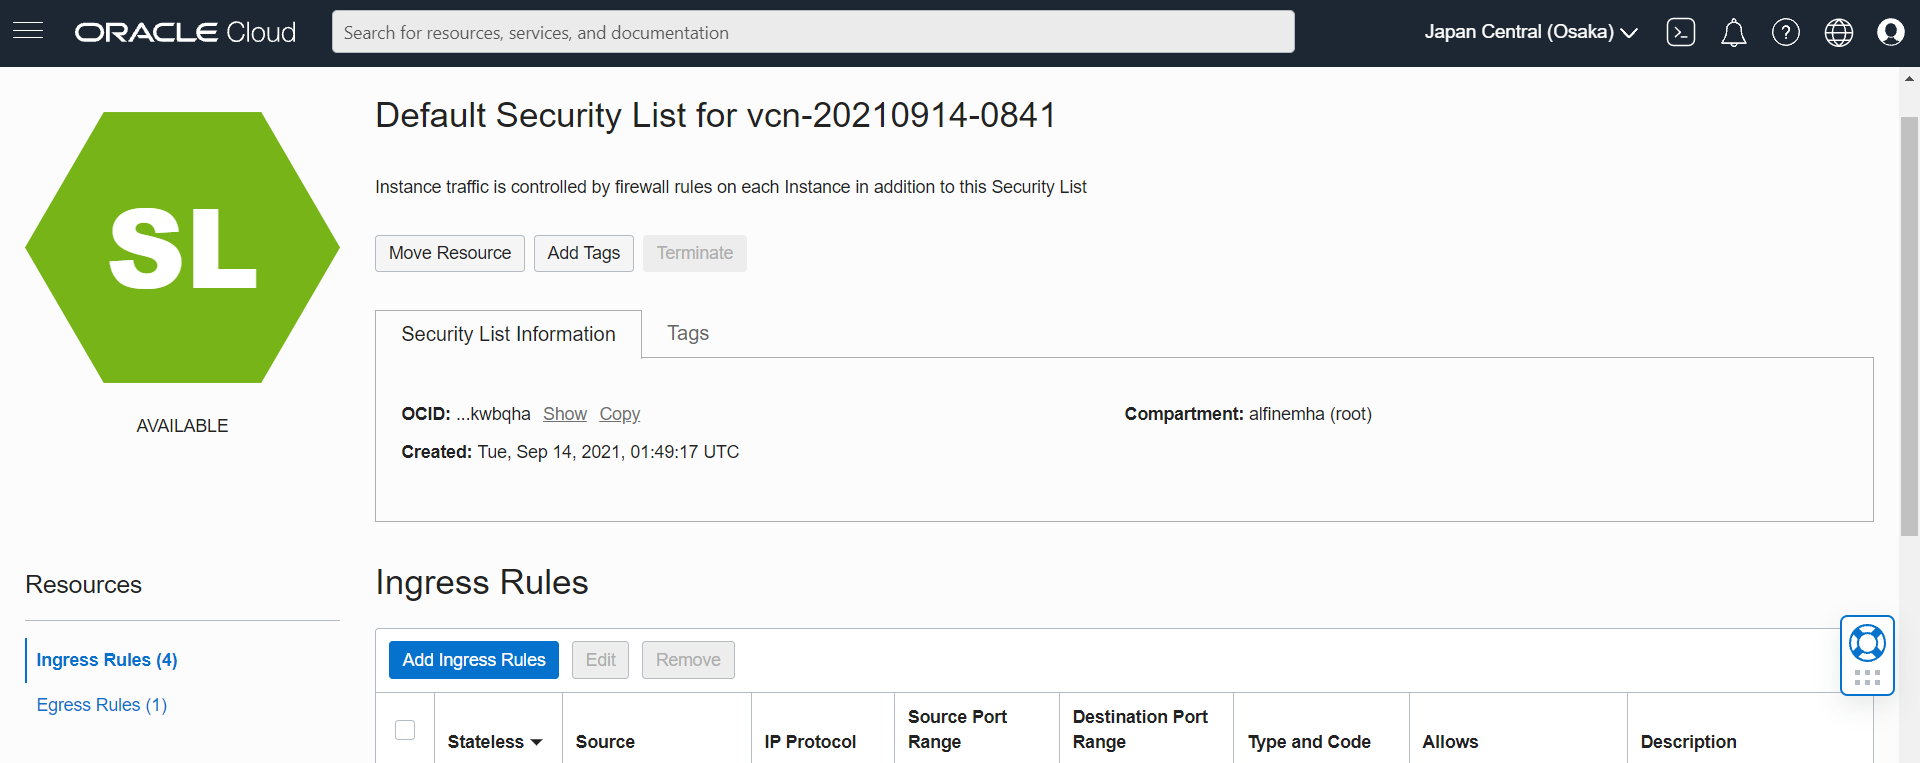 ORACLE Cloud
Search for resources, services, and documentation
Japan Central (Osaka)
SL
AVAILABLE
Default Security List for vcn-20210914-0841
Instance traffic is controlled by firewall rules on each Instance in addition to this Security List
Move Resource Add Tags Terminate
Security List Information Tags
OCID: ...kwbqha Show Copy
Compartment: alfinemha (root)
Created: Tue, Sep 14, 2021, 01:49:17 UTC
Resources
Ingress Rules (4)
Egress Rules (1)
Ingress Rules
Add Ingress Rules Edit Remove
Stateless
Source
IP Protocol
Source Port
Range
Destination Port
Range
Type and Code
Allows
Description